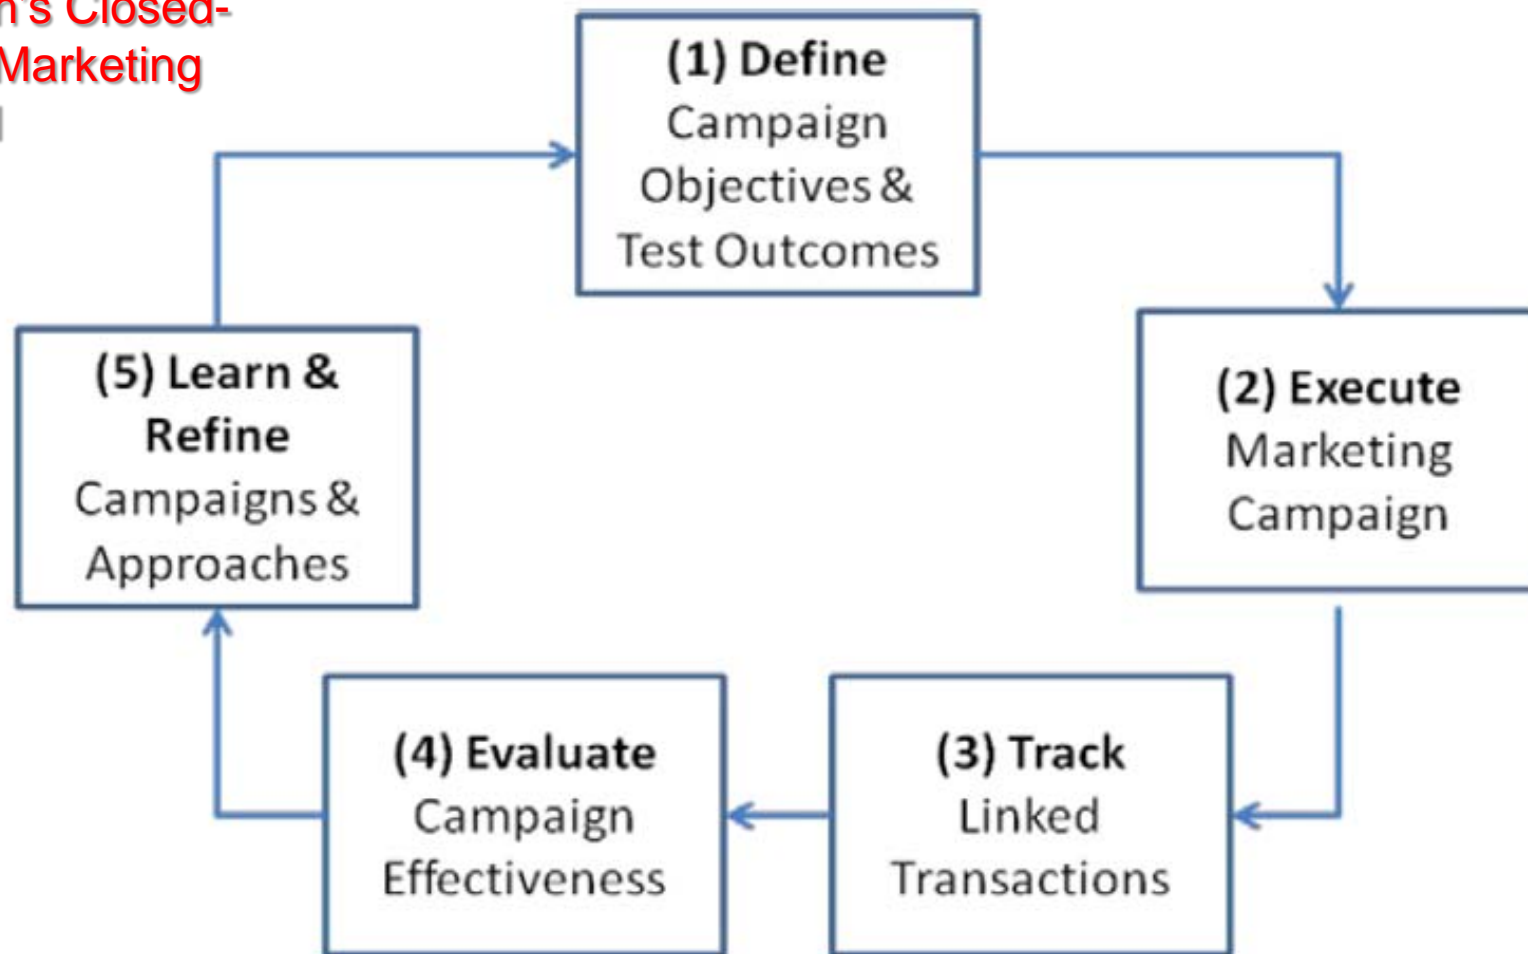 n's Closed-
Marketing
(1) Define
Campaign
Objectives &
Test Outcomes
(2) Execute
Marketing
Campaign
(3) Track
Linked
Transactions
(4) Evaluate
Campaign
Effectiveness
(5) Learn &
Refine
Campaigns &
Approaches